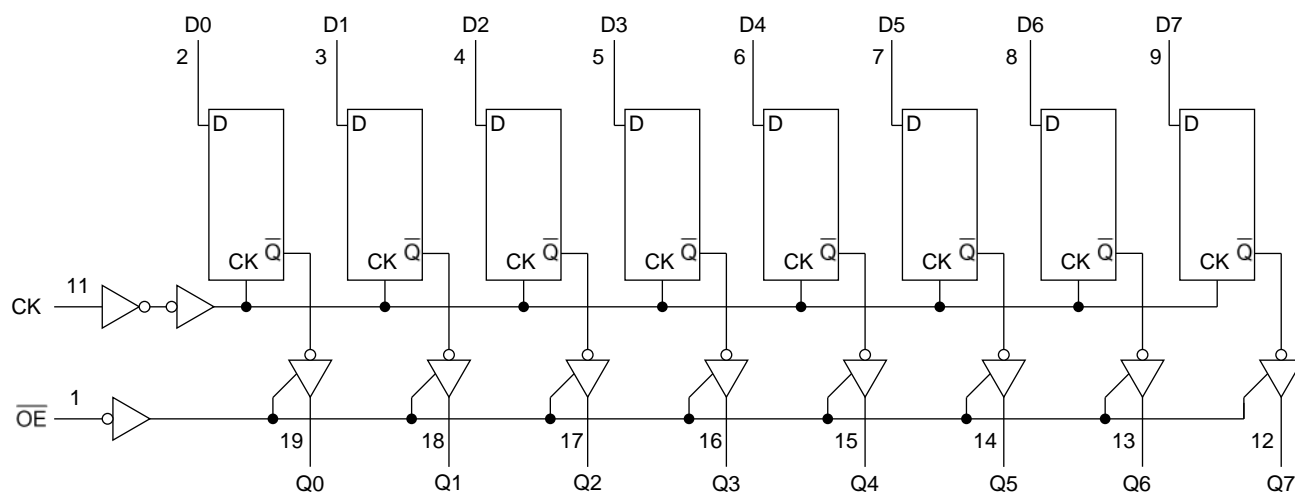 D0 D1 D2 D3 D4 D5 D6 D7
2 3 4 5 6 7 8 9
D D D D D D D D
Q̅ Q̅ Q̅ Q̅ Q̅ Q̅ Q̅ Q̅
CK CK CK CK CK CK CK CK
11
CK
1
O̅E̅
19 18 17 16 15 14 13 12
Q0 Q1 Q2 Q3 Q4 Q5 Q6 Q7